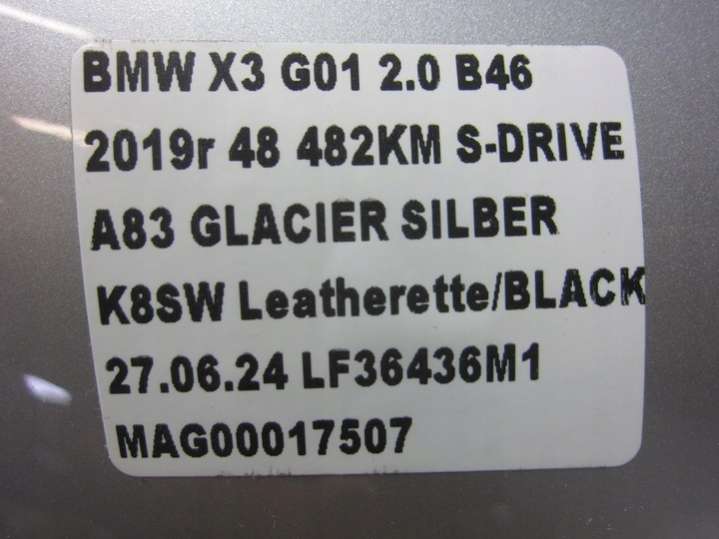 BMW X3 G01 2.0 B46
2019r 48 482KM S-DRIVE
A83 GLACIER SILBER
K8SW Leatherette/BLACK
27.06.24 LF36436M1
MAG00017507